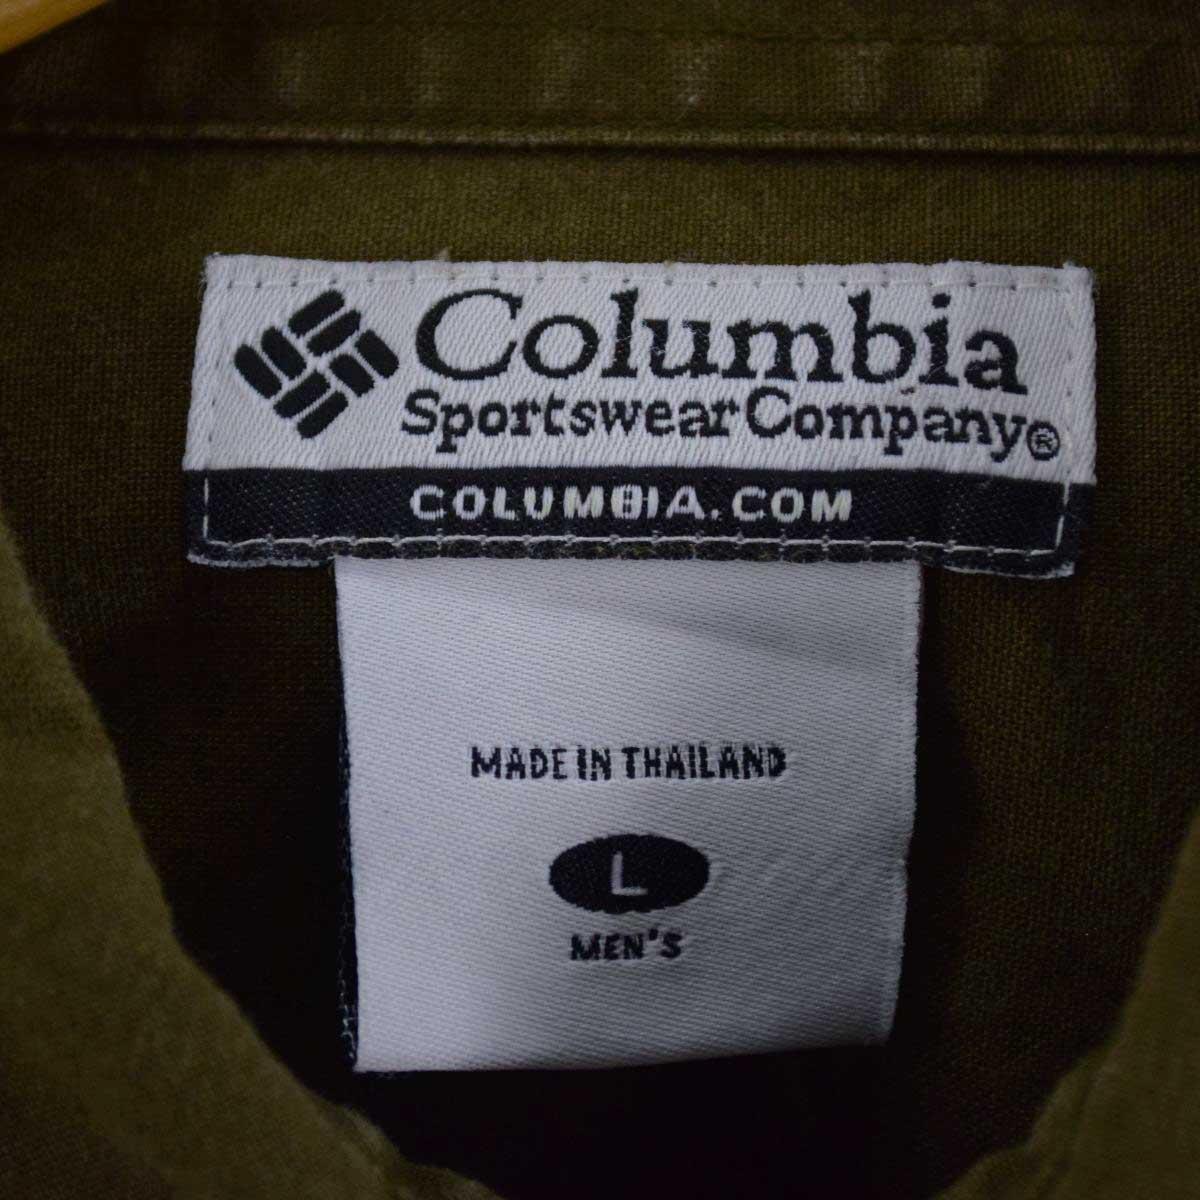 Columbia
Sportswear Company®
COLUMBIA.COM
MADE IN THAILAND
L
MEN'S